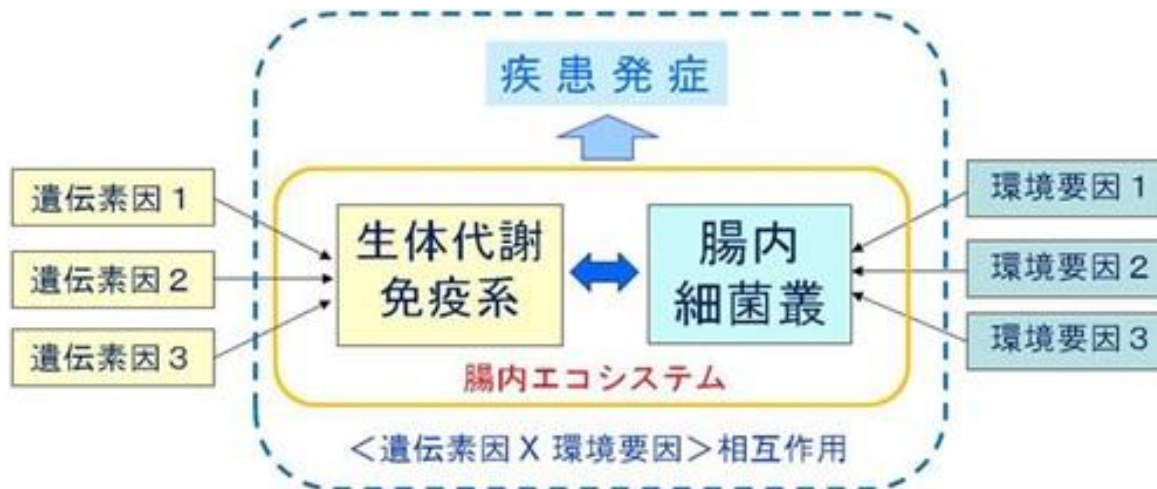 疾患発症
遺伝素因1
遺伝素因2
遺伝素因3
生体代謝
免疫系
腸内
細菌叢
環境要因1
環境要因2
環境要因3
腸内エコシステム
＜遺伝素因 X 環境要因＞相互作用